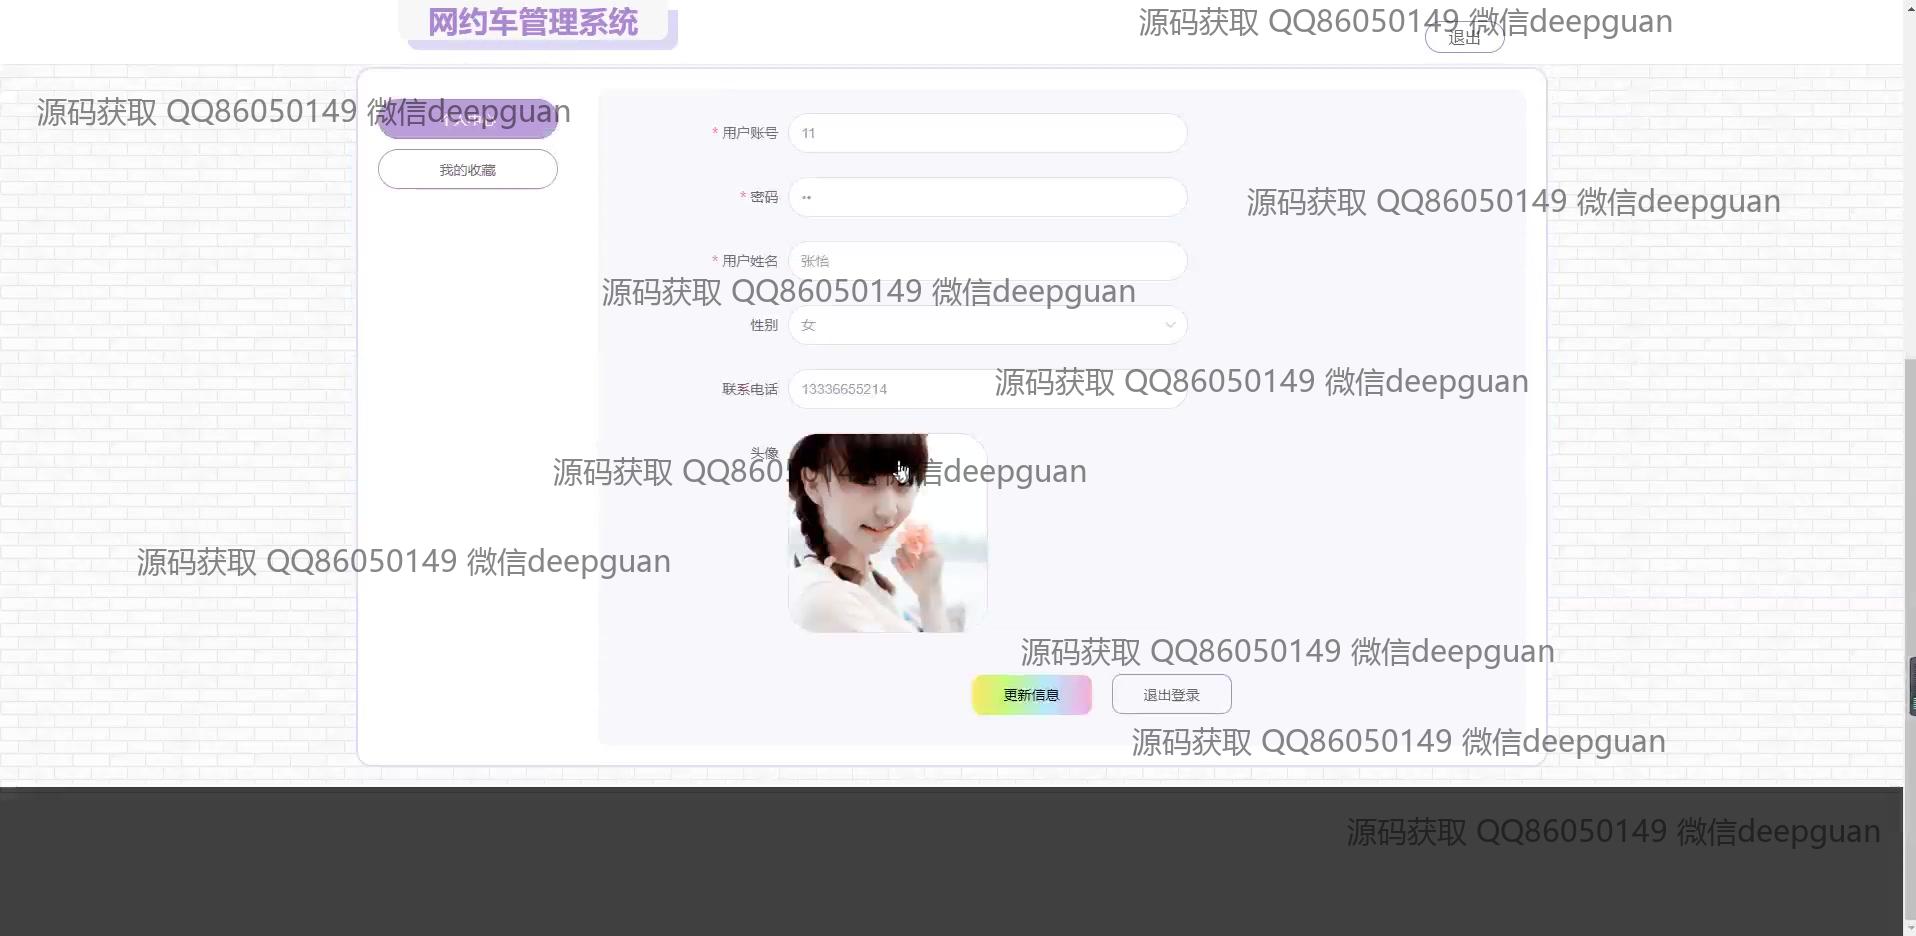 网约车管理系统
源码获取 QQ86050149 微信deepguan
退出
源码获取 QQ86050149 微信deepguan
个人中心
* 用户账号 11
我的收藏
* 密码 ••
源码获取 QQ86050149 微信deepguan
* 用户姓名 张怡
源码获取 QQ86050149 微信deepguan
性别 女
联系电话 13336655214
源码获取 QQ86050149 微信deepguan
头像
源码获取 QQ86050149 微信deepguan
源码获取 QQ86050149 微信deepguan
源码获取 QQ86050149 微信deepguan
更新信息
退出登录
源码获取 QQ86050149 微信deepguan
源码获取 QQ86050149 微信deepguan